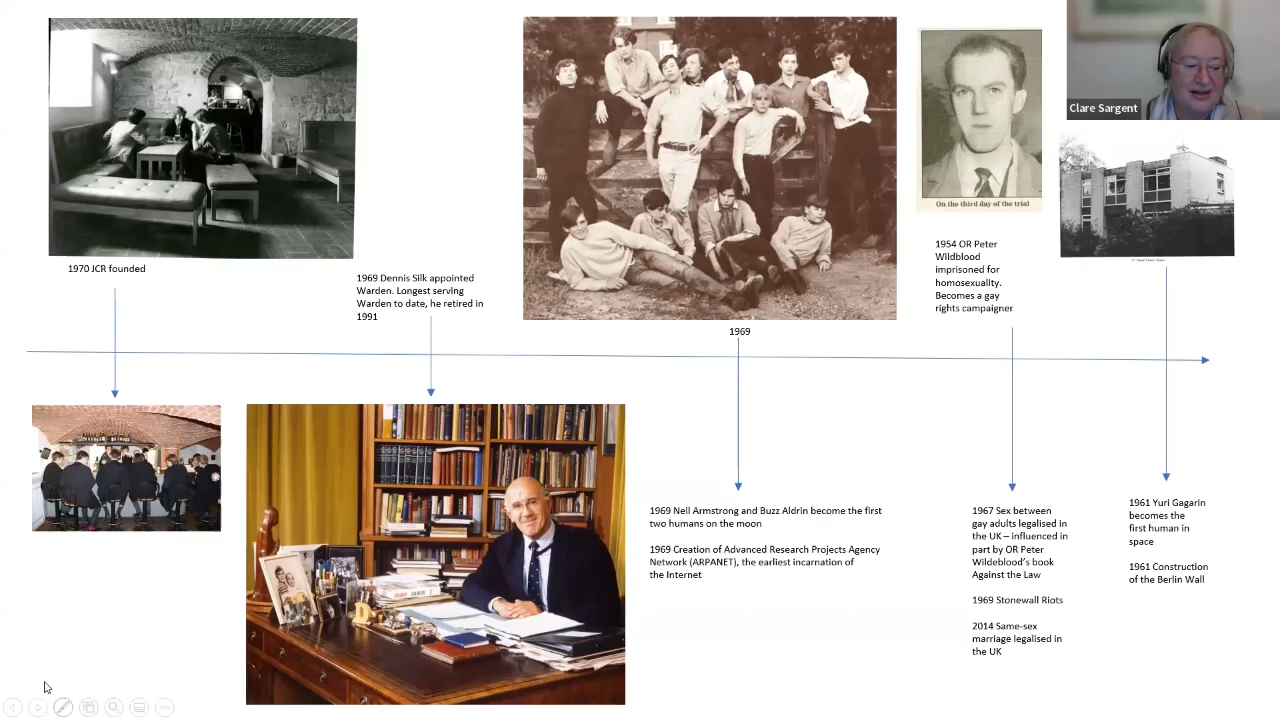 Clare Sargent
On the third day of the trial
1970 JCR founded
1969 Dennis Silk appointed
Warden. Longest serving
Warden to date, he retired in
1991
1969
1954 OR Peter
Wildblood
imprisoned for
homosexuality.
Becomes a gay
rights campaigner
1969 Neil Armstrong and Buzz Aldrin become the first
two humans on the moon
1969 Creation of Advanced Research Projects Agency
Network (ARPANET), the earliest incarnation of
the Internet
1967 Sex between
gay adults legalised in
the UK – influenced in
part by OR Peter
Wildeblood's book
Against the Law
1969 Stonewall Riots
2014 Same-sex
marriage legalised in
the UK
1961 Yuri Gagarin
becomes the
first human in
space
1961 Construction
of the Berlin Wall